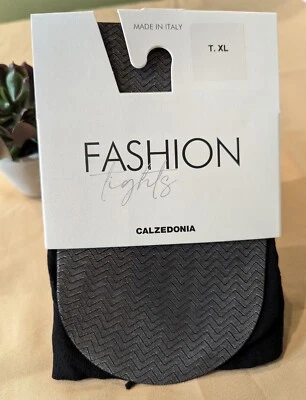 MADE IN ITALY
T. XL
FASHION
Tights
CALZEDONIA